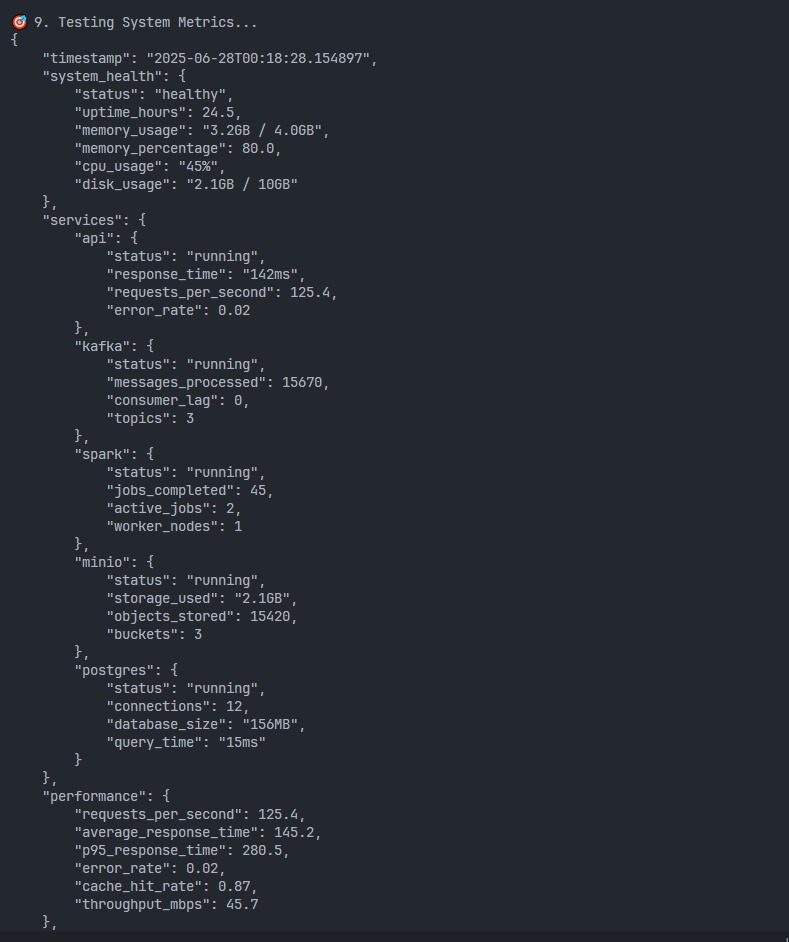 🎯 9. Testing System Metrics...
{
    "timestamp": "2025-06-28T00:18:28.154897",
    "system_health": {
        "status": "healthy",
        "uptime_hours": 24.5,
        "memory_usage": "3.2GB / 4.0GB",
        "memory_percentage": 80.0,
        "cpu_usage": "45%",
        "disk_usage": "2.1GB / 10GB"
    },
    "services": {
        "api": {
            "status": "running",
            "response_time": "142ms",
            "requests_per_second": 125.4,
            "error_rate": 0.02
        },
        "kafka": {
            "status": "running",
            "messages_processed": 15670,
            "consumer_lag": 0,
            "topics": 3
        },
        "spark": {
            "status": "running",
            "jobs_completed": 45,
            "active_jobs": 2,
            "worker_nodes": 1
        },
        "minio": {
            "status": "running",
            "storage_used": "2.1GB",
            "objects_stored": 15420,
            "buckets": 3
        },
        "postgres": {
            "status": "running",
            "connections": 12,
            "database_size": "156MB",
            "query_time": "15ms"
        }
    },
    "performance": {
        "requests_per_second": 125.4,
        "average_response_time": 145.2,
        "p95_response_time": 280.5,
        "error_rate": 0.02,
        "cache_hit_rate": 0.87,
        "throughput_mbps": 45.7
    },